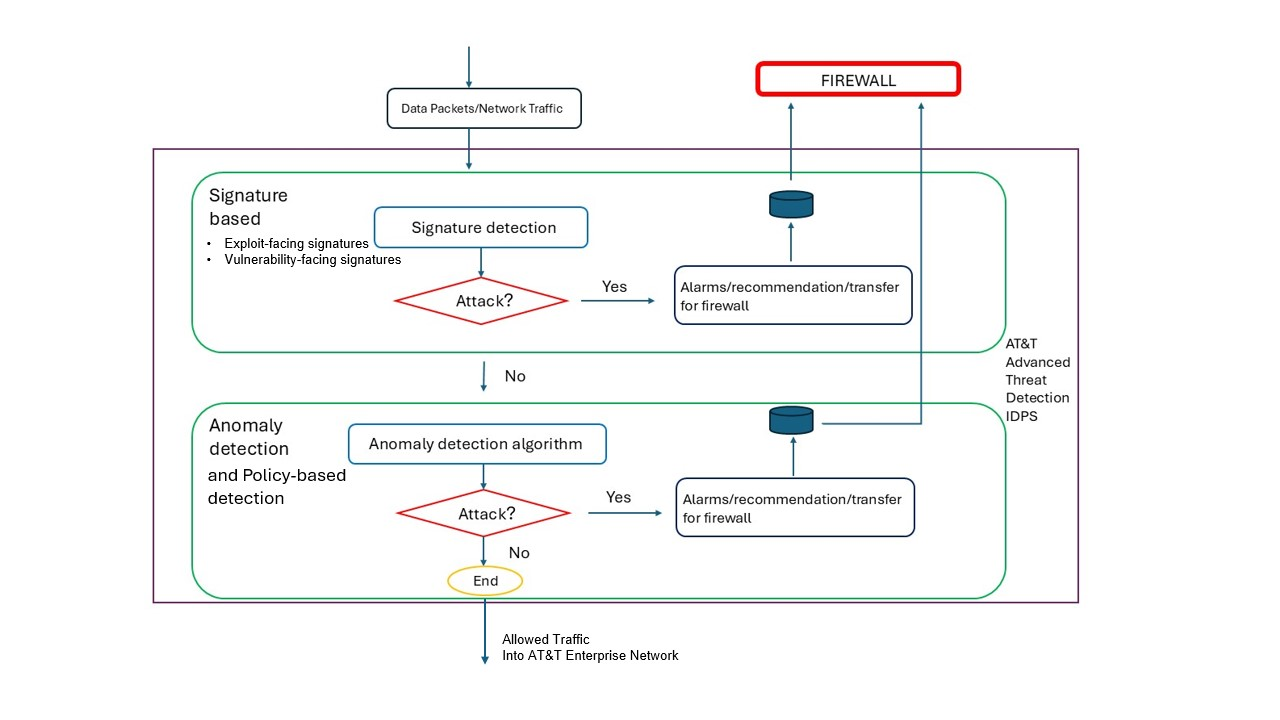 FIREWALL
Data Packets/Network Traffic
Signature
based
• Exploit-facing signatures
• Vulnerability-facing signatures
Signature detection
Attack?
Yes
Alarms/recommendation/transfer
for firewall
No
AT&T
Advanced
Threat
Detection
IDPS
Anomaly
detection
and Policy-based
detection
Anomaly detection algorithm
Attack?
Yes
Alarms/recommendation/transfer
for firewall
No
End
Allowed Traffic
Into AT&T Enterprise Network